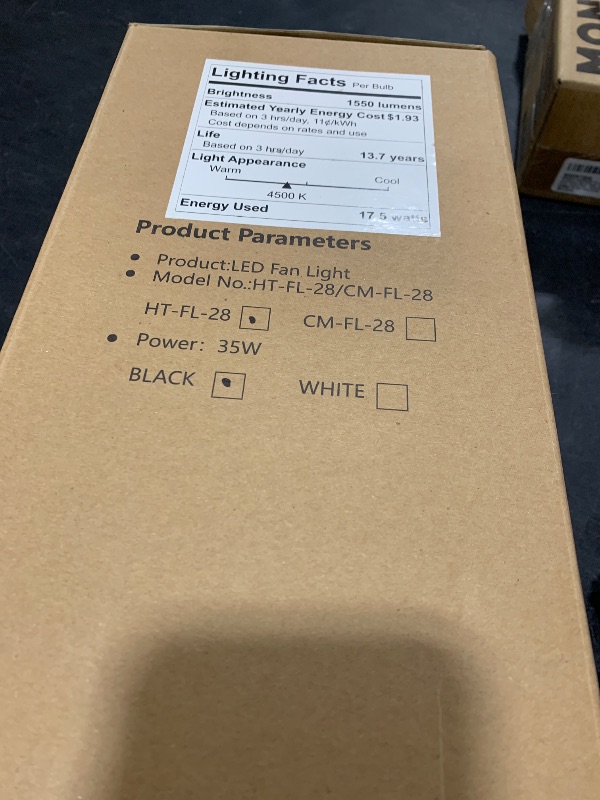 Lighting Facts Per Bulb
Brightness 1550 lumens
Estimated Yearly Energy Cost $1.93
Based on 3 hrs/day, 11¢/kWh
Cost depends on rates and use
Life
Based on 3 hrs/day 13.7 years
Light Appearance
Warm Cool
4500 K
Energy Used 17.5 watts
Product Parameters
• Product:LED Fan Light
• Model No.:HT-FL-28/CM-FL-28
HT-FL-28 CM-FL-28
• Power: 35W
BLACK WHITE
MON